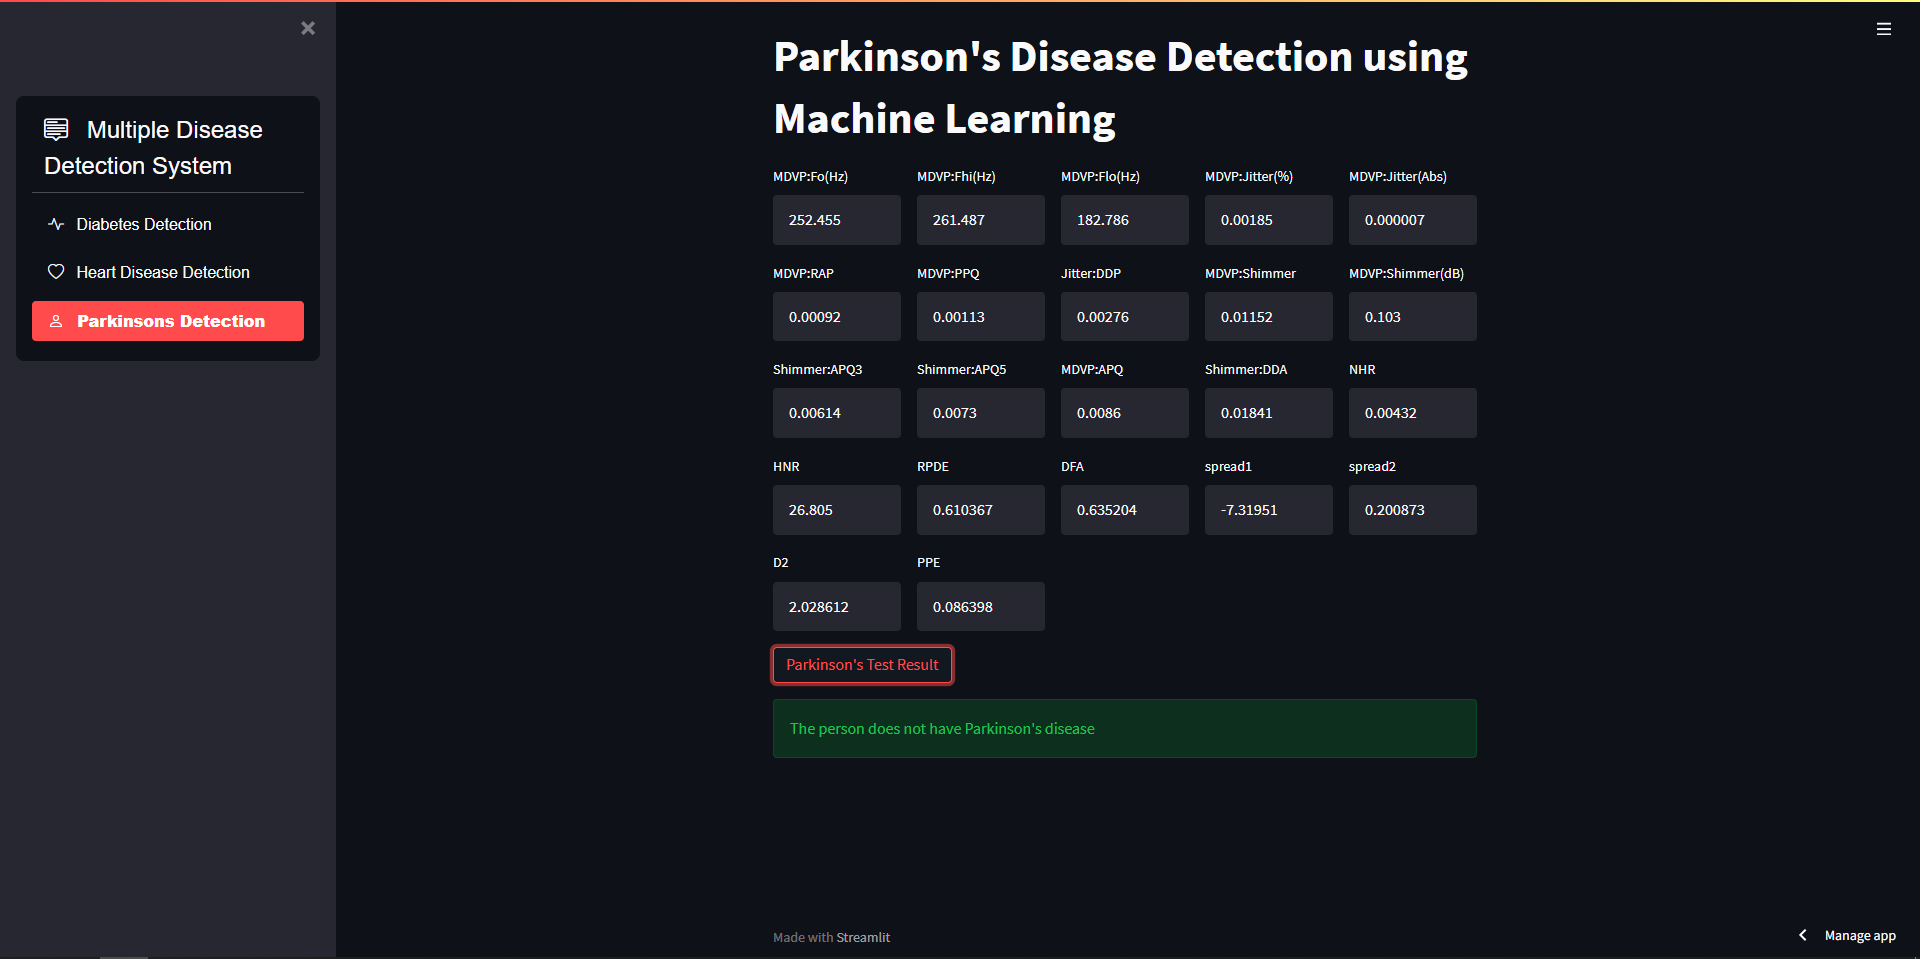 Multiple Disease
Detection System
Diabetes Detection
Heart Disease Detection
Parkinsons Detection
Parkinson's Disease Detection using
Machine Learning
MDVP:Fo(Hz) MDVP:Fhi(Hz) MDVP:Flo(Hz) MDVP:Jitter(%) MDVP:Jitter(Abs)
252.455 261.487 182.786 0.00185 0.000007
MDVP:RAP MDVP:PPQ Jitter:DDP MDVP:Shimmer MDVP:Shimmer(dB)
0.00092 0.00113 0.00276 0.01152 0.103
Shimmer:APQ3 Shimmer:APQ5 MDVP:APQ Shimmer:DDA NHR
0.00614 0.0073 0.0086 0.01841 0.00432
HNR RPDE DFA spread1 spread2
26.805 0.610367 0.635204 -7.31951 0.200873
D2 PPE
2.028612 0.086398
Parkinson's Test Result
The person does not have Parkinson's disease
Made with Streamlit
Manage app